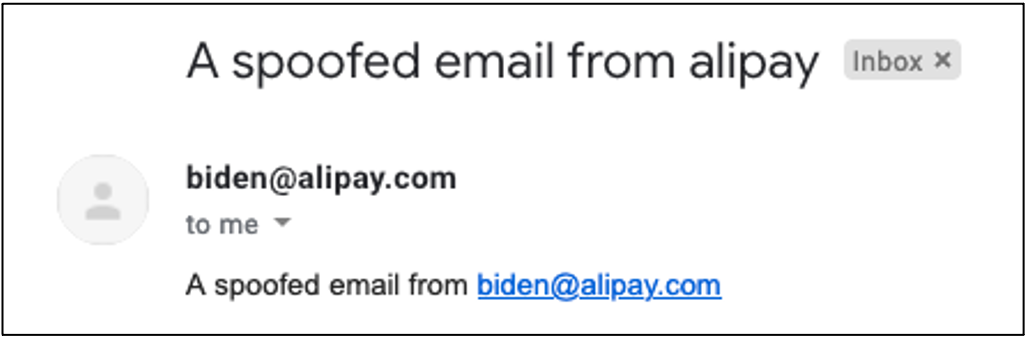 A spoofed email from alipay Inbox ×
biden@alipay.com
to me
A spoofed email from biden@alipay.com